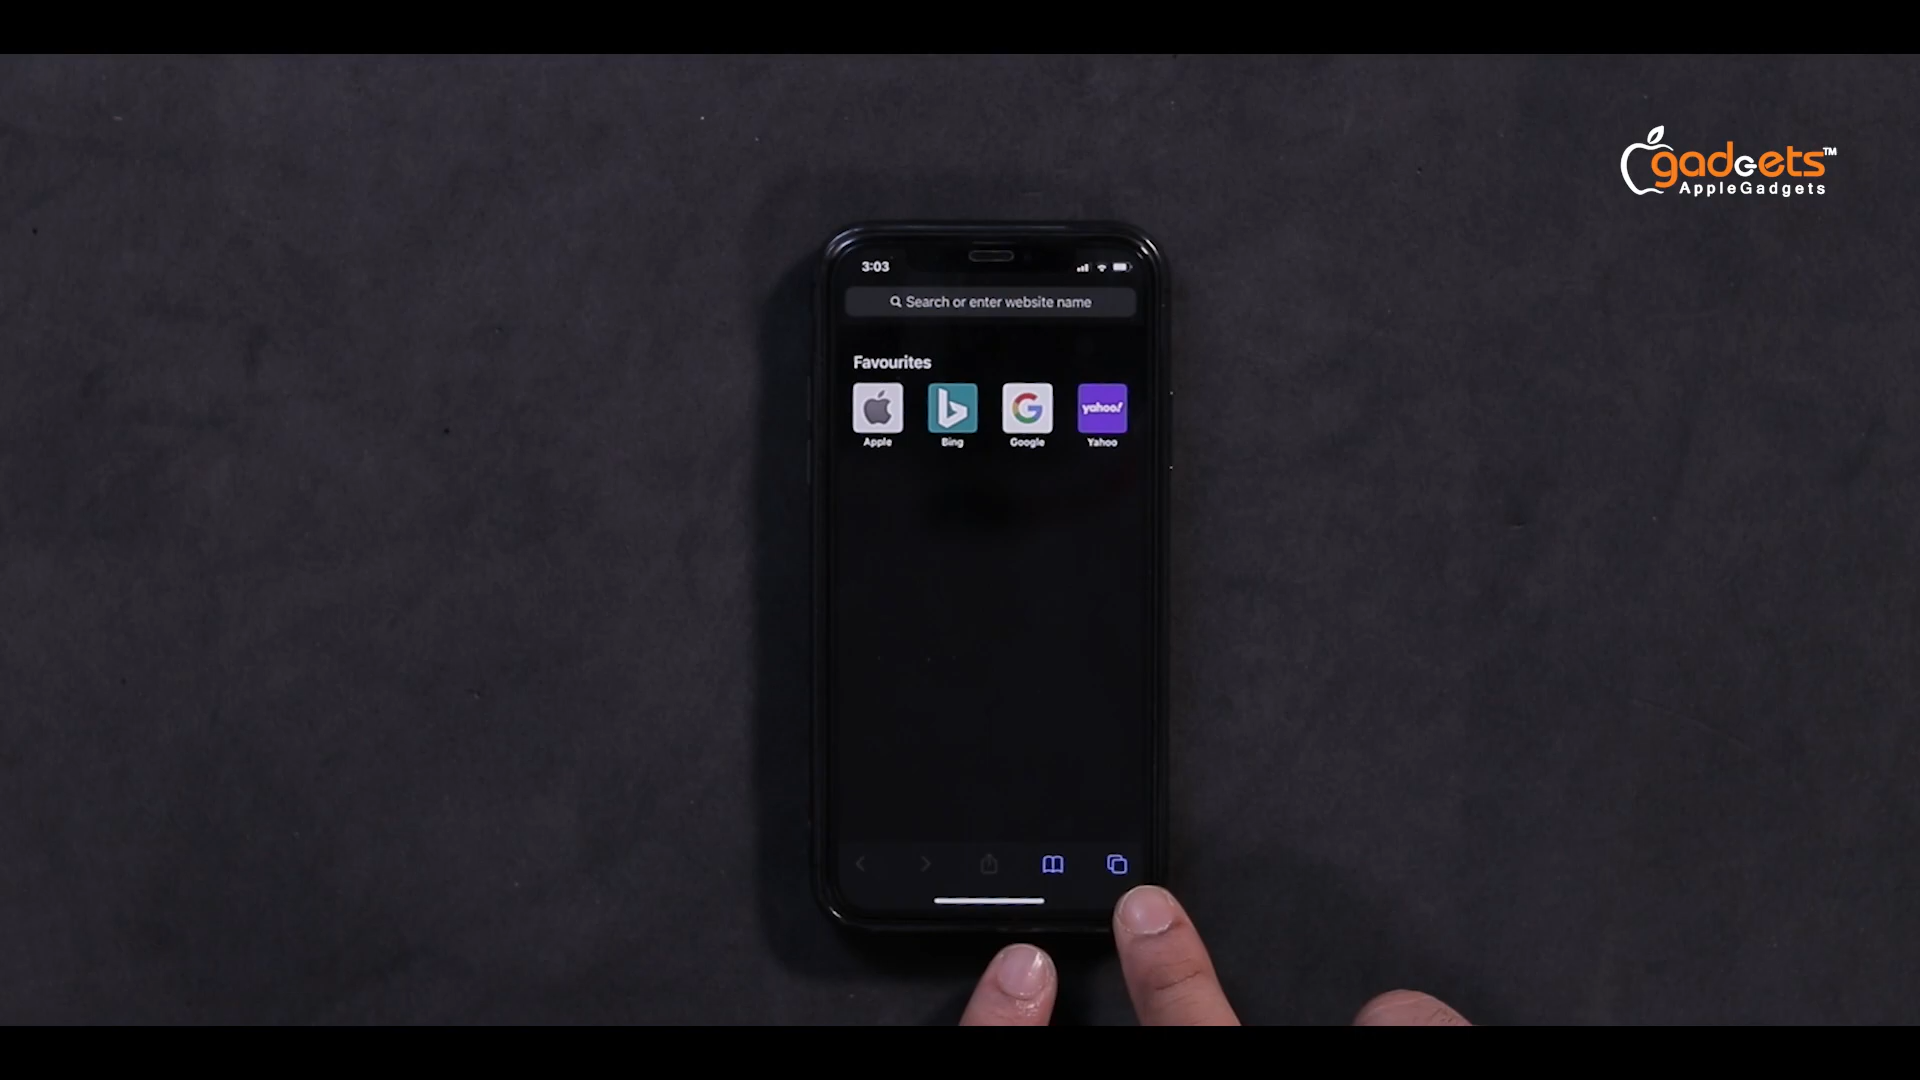 gadgets™
AppleGadgets
3:03
Search or enter website name
Favourites
yahoo!
Apple
Bing
Google
Yahoo